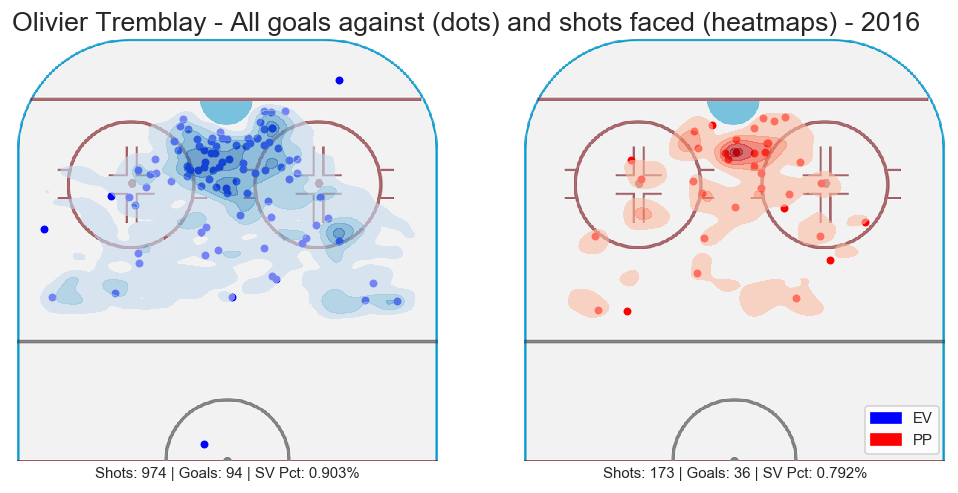 Olivier Tremblay - All goals against (dots) and shots faced (heatmaps) - 2016
EV
PP
Shots: 974 | Goals: 94 | SV Pct: 0.903%
Shots: 173 | Goals: 36 | SV Pct: 0.792%